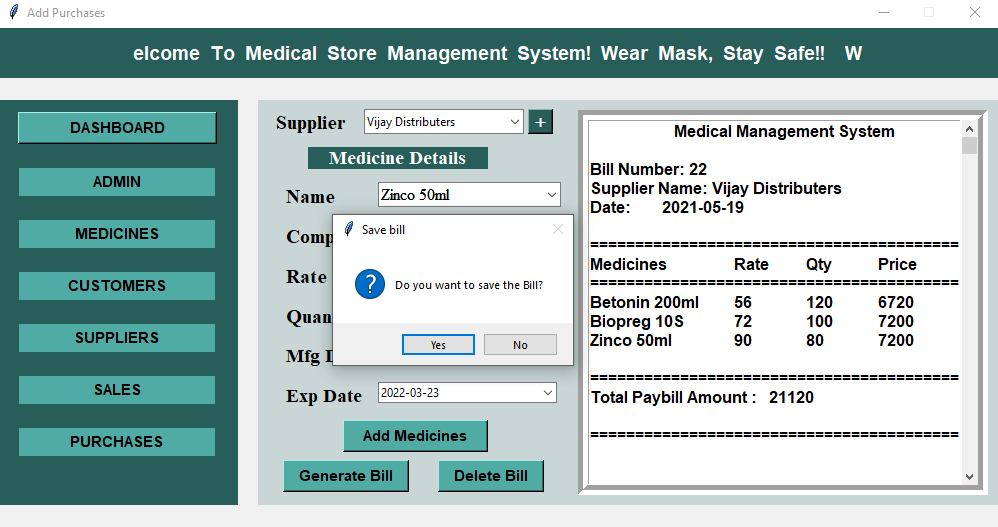 Add Purchases
elcome To Medical Store Management System! Wear Mask, Stay Safe!! W
DASHBOARD
ADMIN
MEDICINES
CUSTOMERS
SUPPLIERS
SALES
PURCHASES
Supplier Vijay Distributers +
Medicine Details
Name Zinco 50ml
Comp
Rate
Quan
Mfg D
Exp Date 2022-03-23
Add Medicines
Generate Bill Delete Bill
Save bill
? Do you want to save the Bill?
Yes No
Medical Management System
Bill Number: 22
Supplier Name: Vijay Distributers
Date: 2021-05-19
=========================================
Medicines Rate Qty Price
=========================================
Betonin 200ml 56 120 6720
Biopreg 10S 72 100 7200
Zinco 50ml 90 80 7200
=========================================
Total Paybill Amount : 21120
=========================================